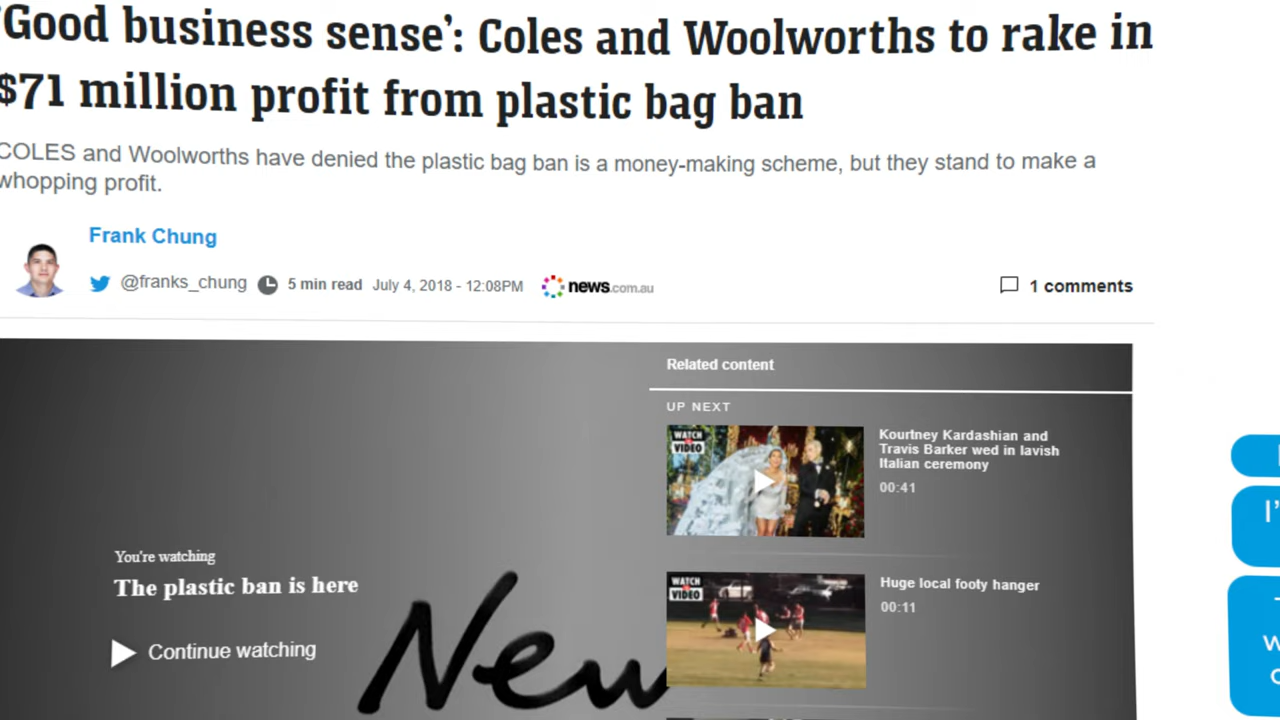 ‘Good business sense’: Coles and Woolworths to rake in
$71 million profit from plastic bag ban
COLES and Woolworths have denied the plastic bag ban is a money-making scheme, but they stand to make a
whopping profit.
Frank Chung
@franks_chung 5 min read July 4, 2018 - 12:08PM news.com.au
1 comments
Related content
UP NEXT
WATCH
VIDEO
Kourtney Kardashian and
Travis Barker wed in lavish
Italian ceremony
00:41
You're watching
The plastic ban is here
Continue watching
New
WATCH
VIDEO
Huge local footy hanger
00:11
I’